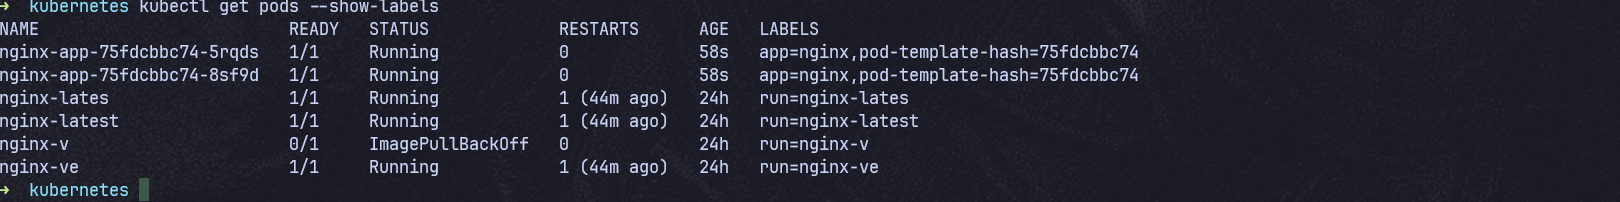 → kubernetes kubectl get pods --show-labels
NAME READY STATUS RESTARTS AGE LABELS
nginx-app-75fdcbbc74-5rqds 1/1 Running 0 58s app=nginx,pod-template-hash=75fdcbbc74
nginx-app-75fdcbbc74-8sf9d 1/1 Running 0 58s app=nginx,pod-template-hash=75fdcbbc74
nginx-lates 1/1 Running 1 (44m ago) 24h run=nginx-lates
nginx-latest 1/1 Running 1 (44m ago) 24h run=nginx-latest
nginx-v 0/1 ImagePullBackOff 0 24h run=nginx-v
nginx-ve 1/1 Running 1 (44m ago) 24h run=nginx-ve
→ kubernetes